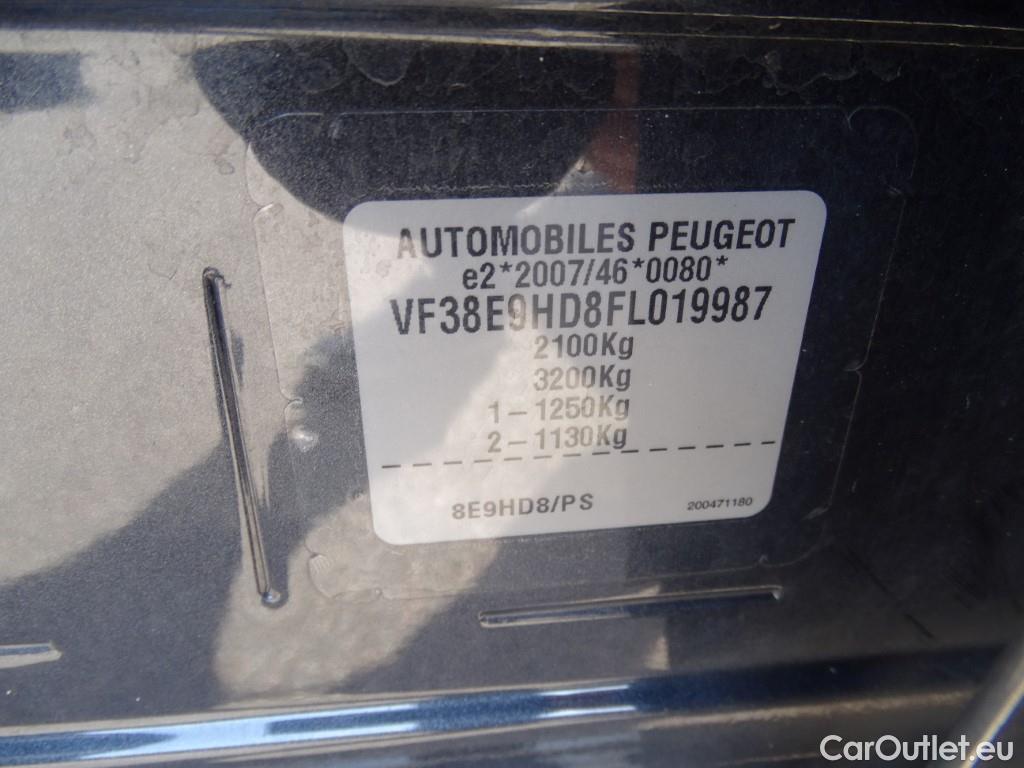 AUTOMOBILES PEUGEOT
e2*2007/46*0080*
VF38E9HD8FL019987
2100Kg
3200Kg
1-1250Kg
2-1130Kg
8E9HD8/PS
200471180
CarOutlet.eu